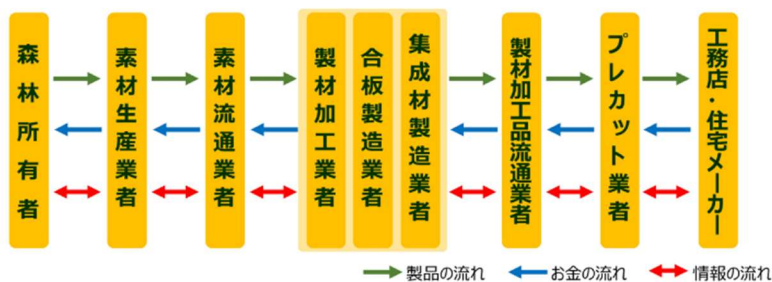 森林所有者
素材生産業者
素材流通業者
製材加工業者
合板製造業者
集成材製造業者
製材加工品流通業者
プレカット業者
工務店・住宅メーカー
製品の流れ
お金の流れ
情報の流れ